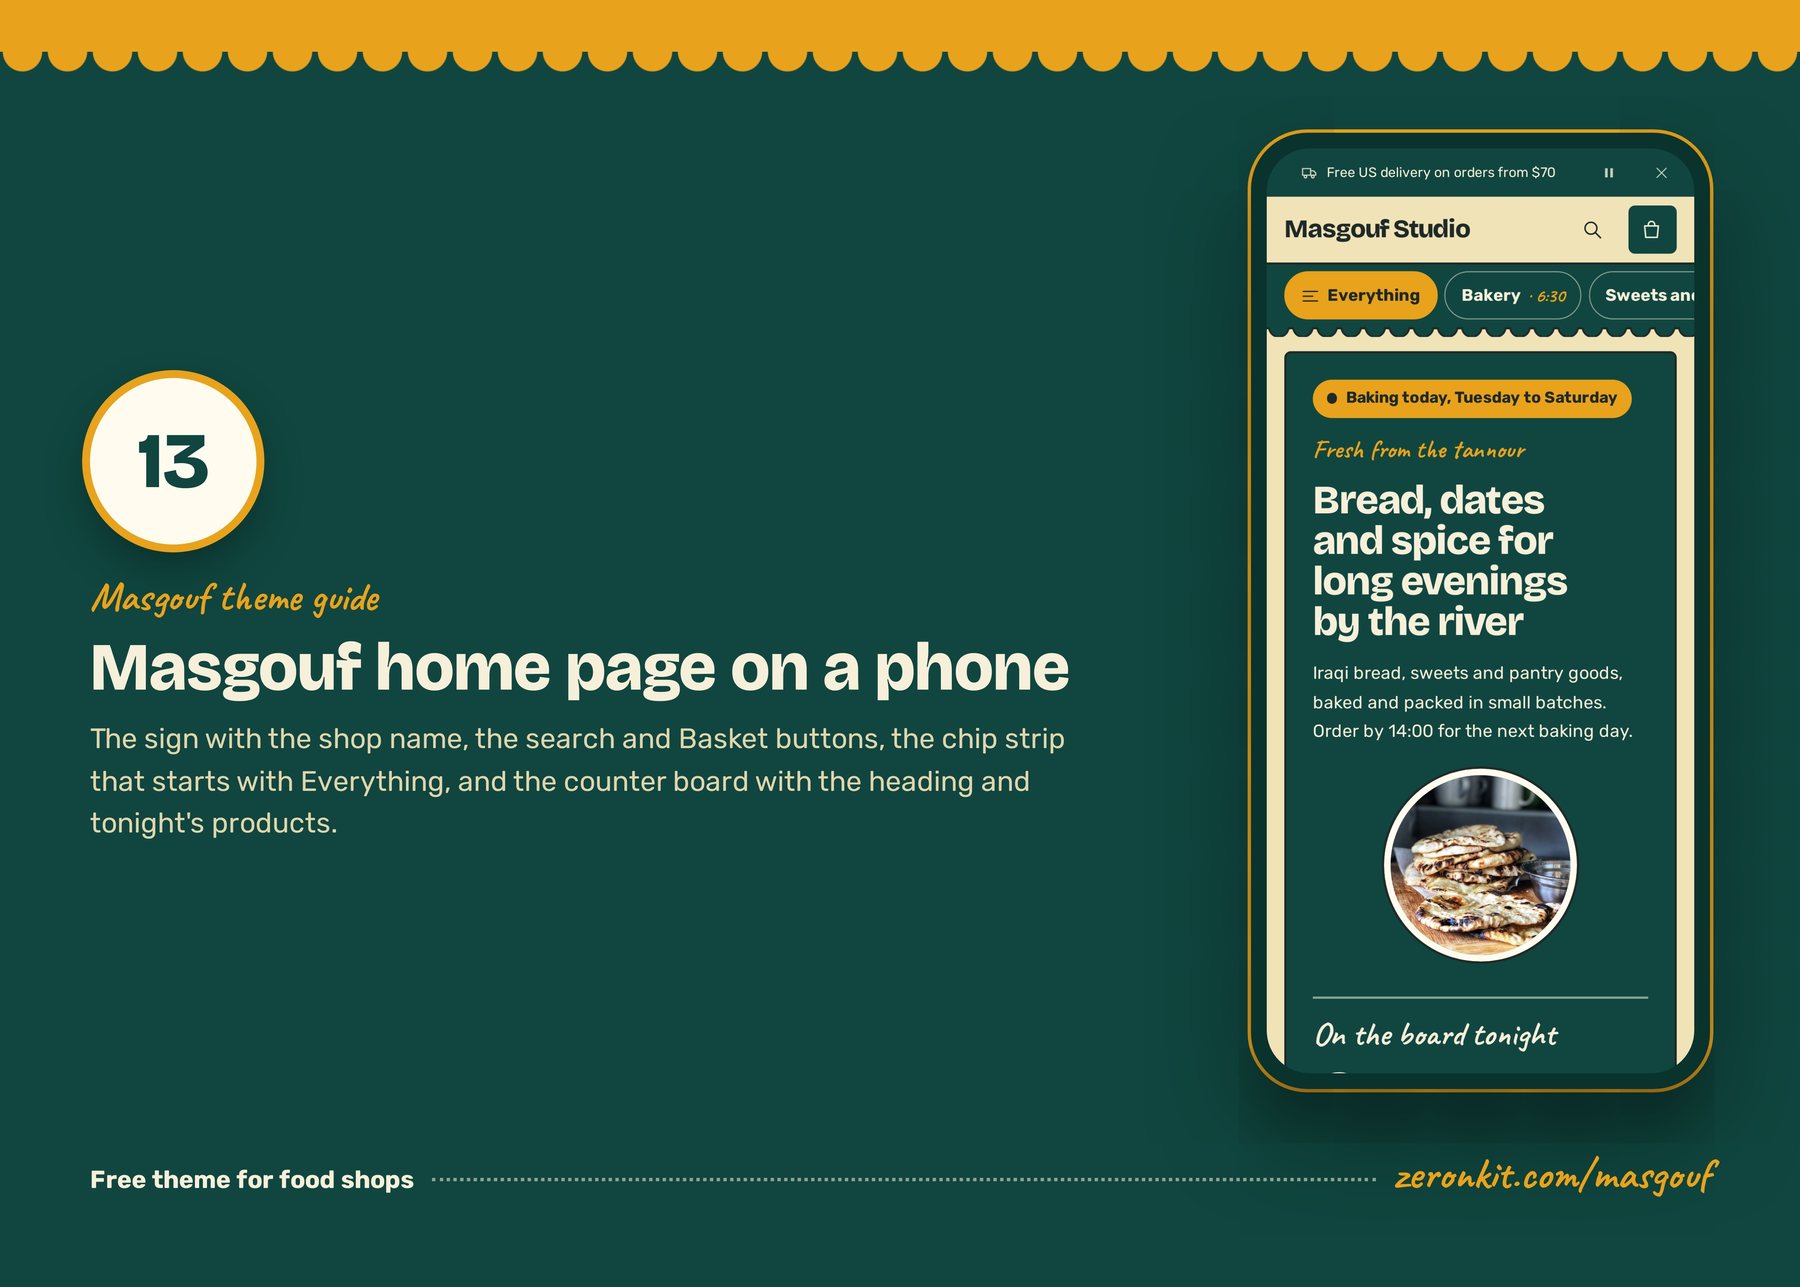 13
Masgouf theme guide
Masgouf home page on a phone
The sign with the shop name, the search and Basket buttons, the chip strip
that starts with Everything, and the counter board with the heading and
tonight's products.
Free US delivery on orders from $70
Masgouf Studio
Everything
Bakery · 6:30
Sweets and
Baking today, Tuesday to Saturday
Fresh from the tannour
Bread, dates
and spice for
long evenings
by the river
Iraqi bread, sweets and pantry goods,
baked and packed in small batches.
Order by 14:00 for the next baking day.
On the board tonight
Free theme for food shops
zeronkit.com/masgouf